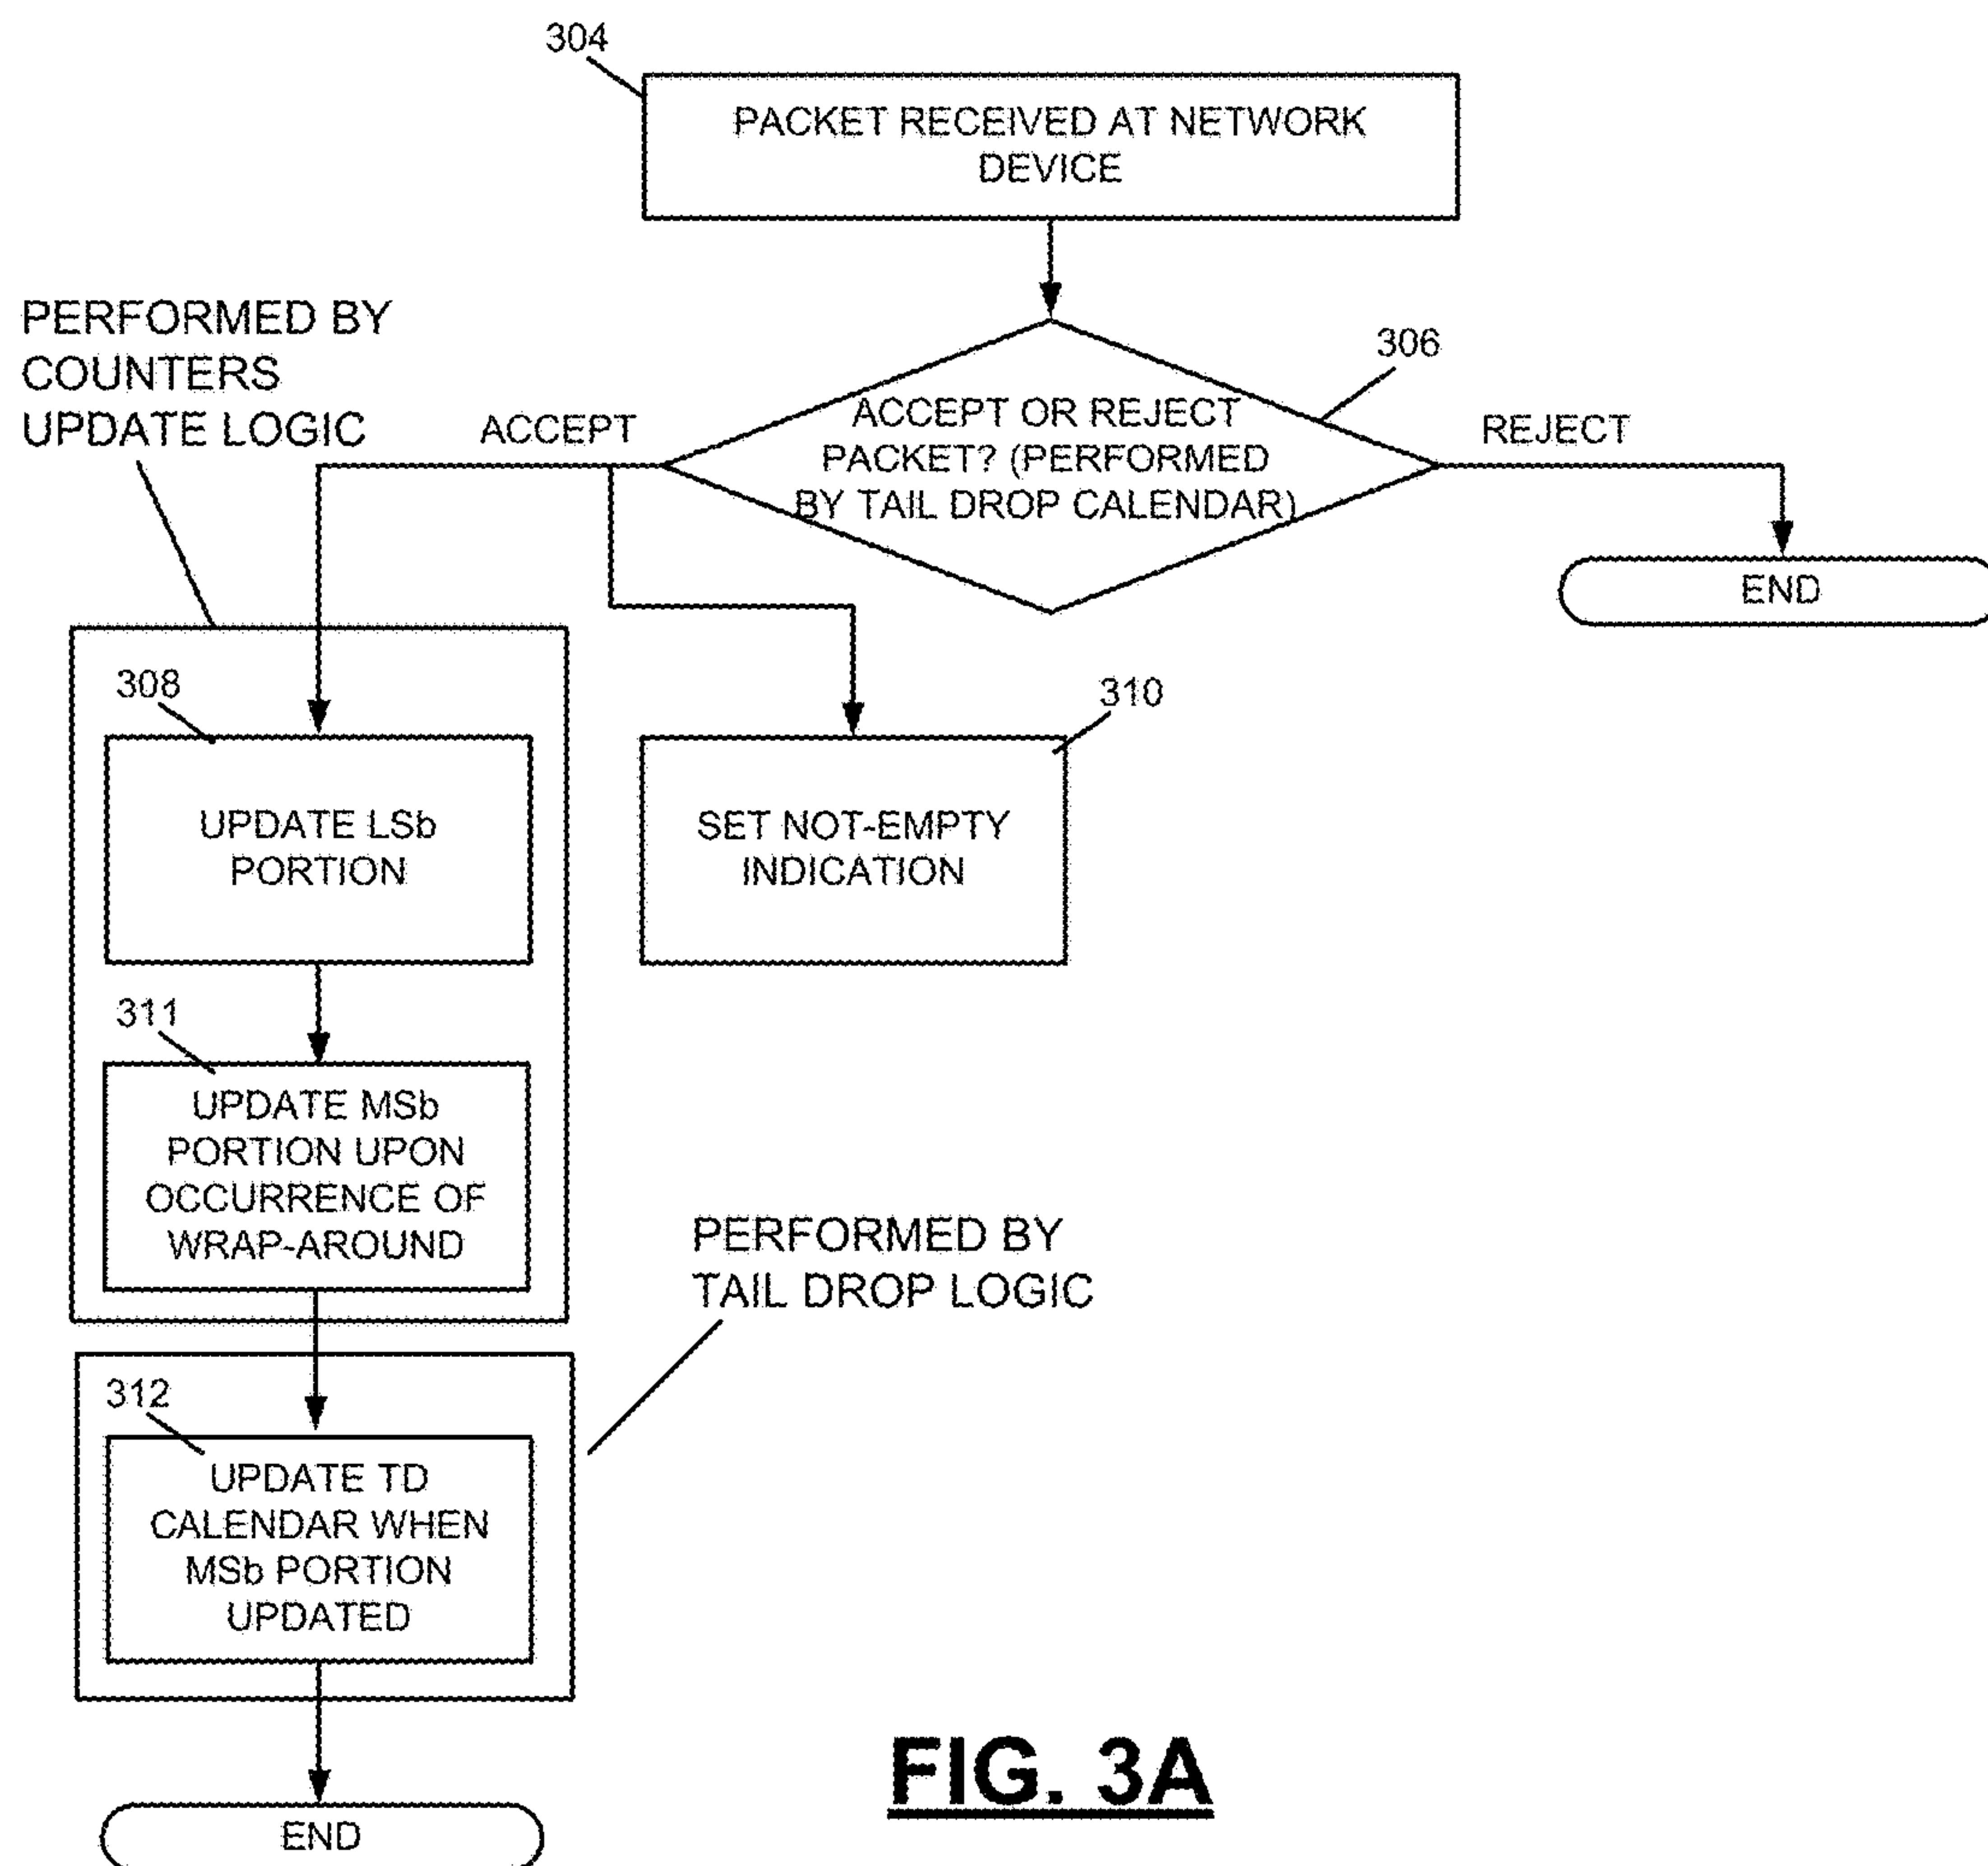 304
PACKET RECEIVED AT NETWORK
DEVICE
PERFORMED BY
COUNTERS
UPDATE LOGIC
306
ACCEPT
ACCEPT OR REJECT
PACKET? (PERFORMED
BY TAIL DROP CALENDAR)
REJECT
END
308
UPDATE LSb
PORTION
310
SET NOT-EMPTY
INDICATION
311
UPDATE MSb
PORTION UPON
OCCURRENCE OF
WRAP-AROUND
PERFORMED BY
TAIL DROP LOGIC
312
UPDATE TD
CALENDAR WHEN
MSb PORTION
UPDATED
END
FIG. 3A